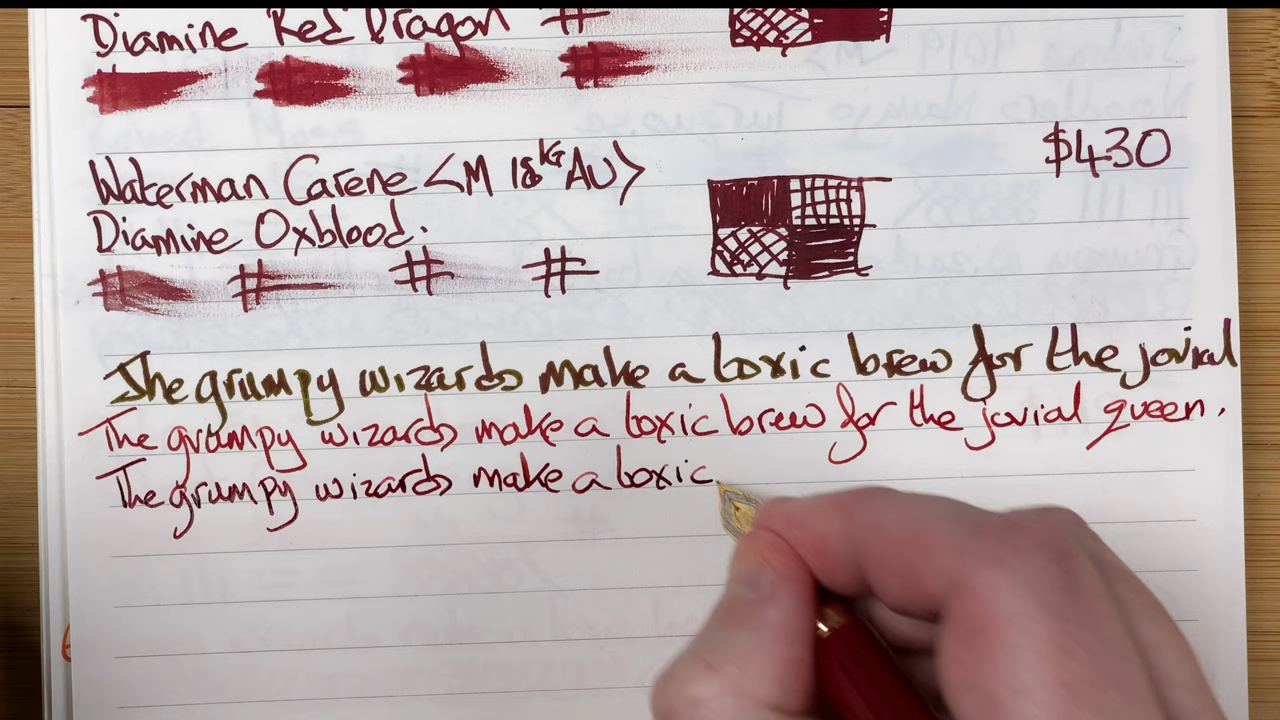 Diamine Red Dragon #
Waterman Carene <M 18KG AU> $430
Diamine Oxblood.
# # # #
The grumpy wizards make a toxic brew for the jovial
The grumpy wizards make a toxic brew for the jovial queen.
The grumpy wizards make a toxic